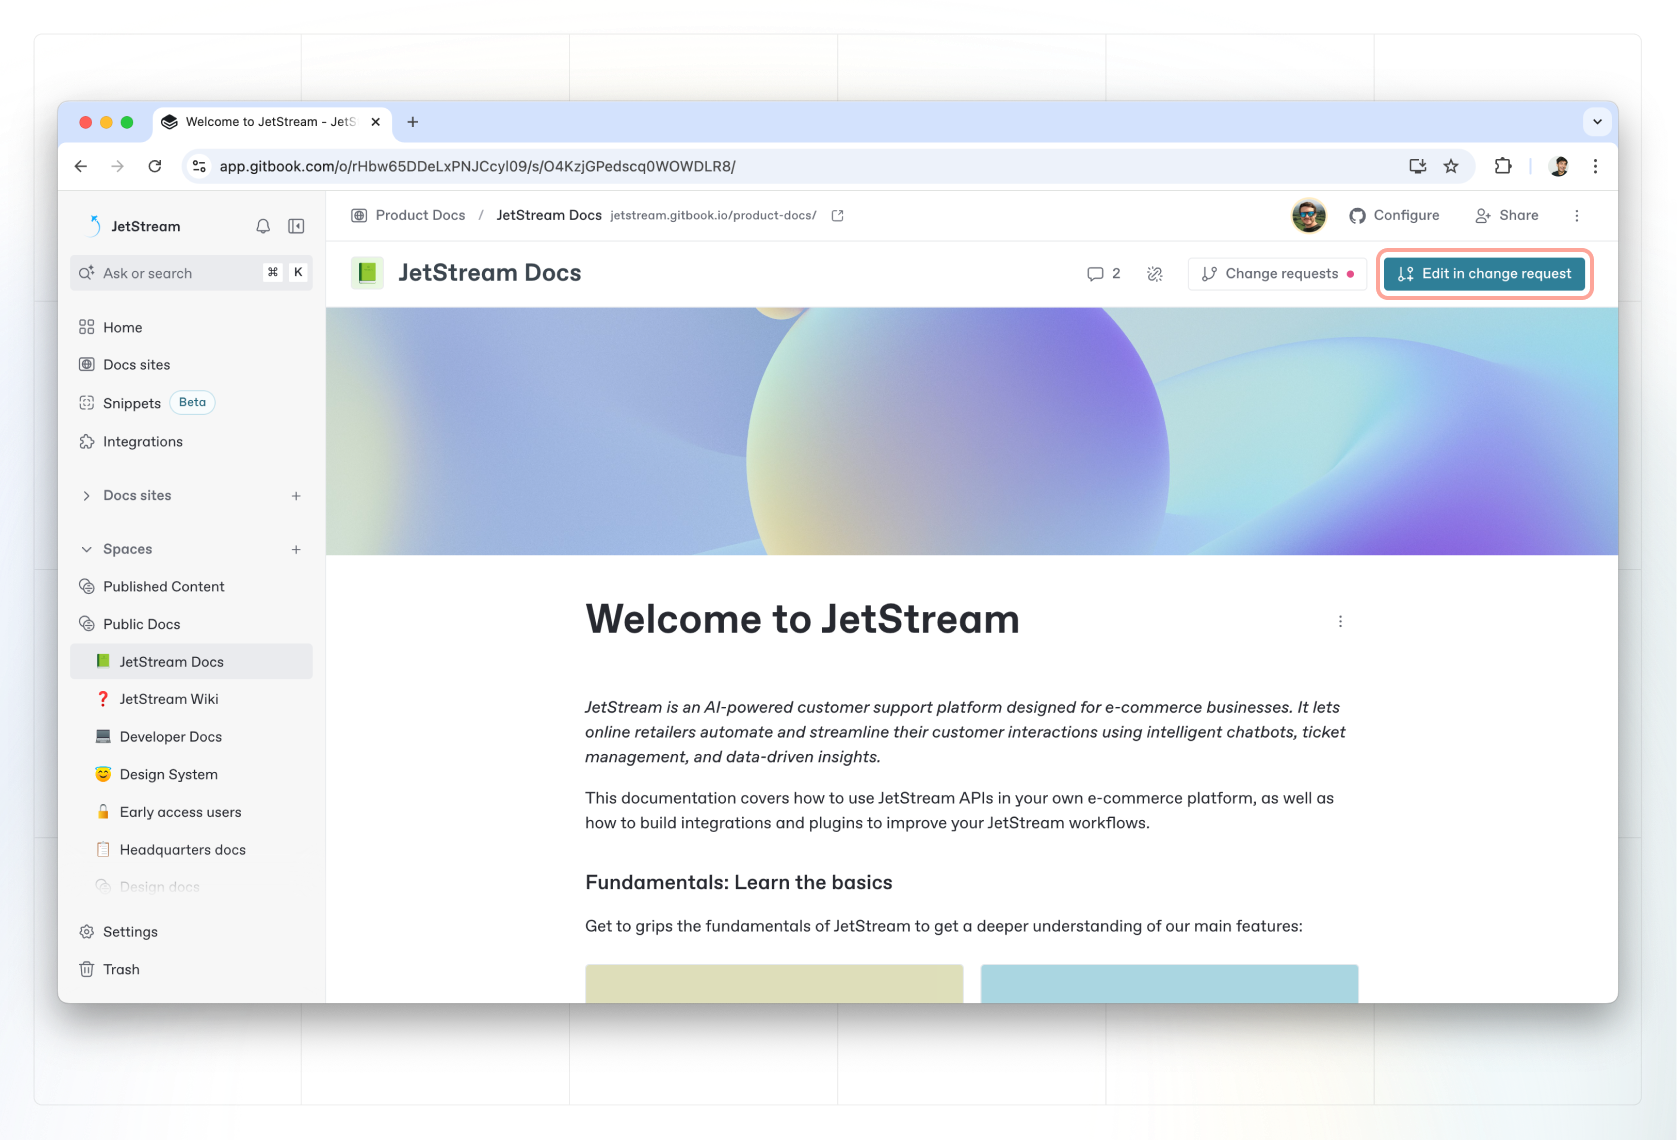 Welcome to JetStream - JetS
app.gitbook.com/o/rHbw65DDeLxPNJCcyl09/s/O4KzjGPedscq0WOWDLR8/
JetStream
Ask or search
⌘ K
Home
Docs sites
Snippets Beta
Integrations
Docs sites
Spaces
Published Content
Public Docs
JetStream Docs
JetStream Wiki
Developer Docs
Design System
Early access users
Headquarters docs
Design docs
Settings
Trash
Product Docs / JetStream Docs jetstream.gitbook.io/product-docs/
Configure
Share
JetStream Docs
2
Change requests
Edit in change request
Welcome to JetStream
JetStream is an AI-powered customer support platform designed for e-commerce businesses. It lets
online retailers automate and streamline their customer interactions using intelligent chatbots, ticket
management, and data-driven insights.
This documentation covers how to use JetStream APIs in your own e-commerce platform, as well as
how to build integrations and plugins to improve your JetStream workflows.
Fundamentals: Learn the basics
Get to grips the fundamentals of JetStream to get a deeper understanding of our main features: